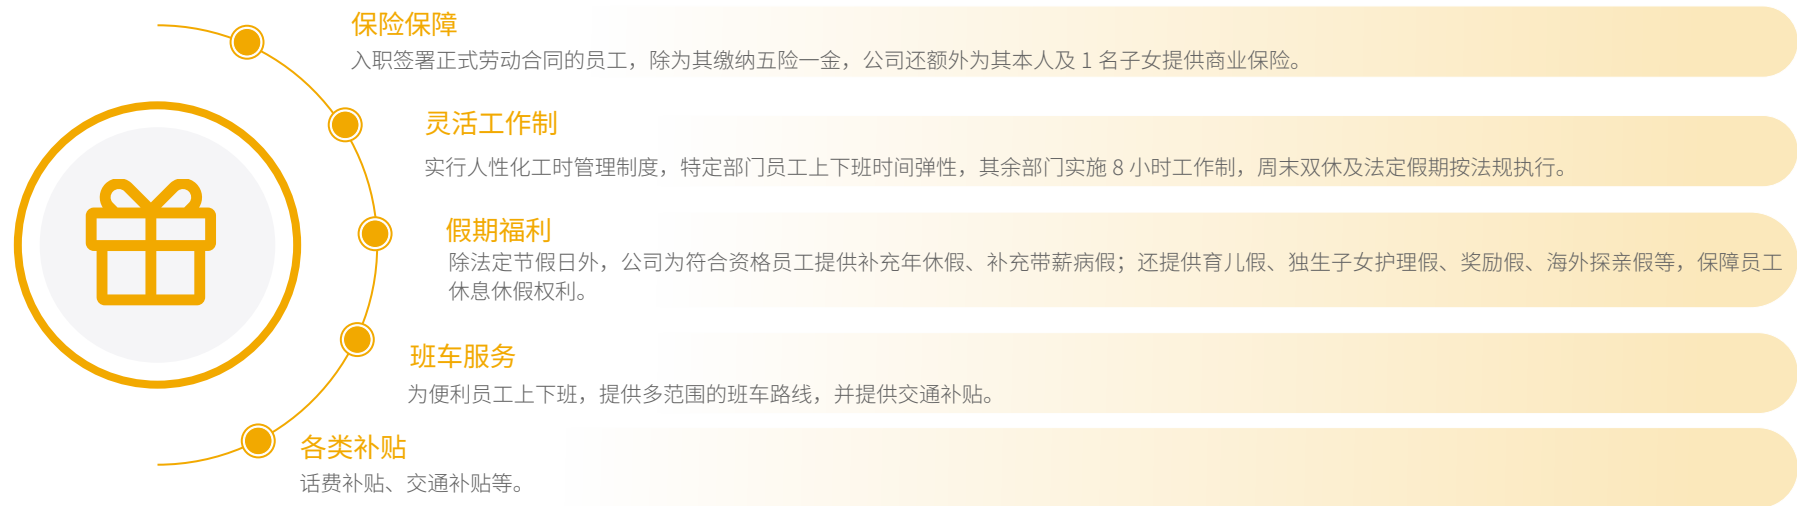 保险保障
入职签署正式劳动合同的员工，除为其缴纳五险一金，公司还额外为其本人及 1 名子女提供商业保险。
灵活工作制
实行人性化工时管理制度，特定部门员工上下班时间弹性，其余部门实施 8 小时工作制，周末双休及法定假期按法规执行。
假期福利
除法定节假日外，公司为符合资格员工提供补充年休假、补充带薪病假；还提供育儿假、独生子女护理假、奖励假、海外探亲假等，保障员工
休息休假权利。
班车服务
为便利员工上下班，提供多范围的班车路线，并提供交通补贴。
各类补贴
话费补贴、交通补贴等。